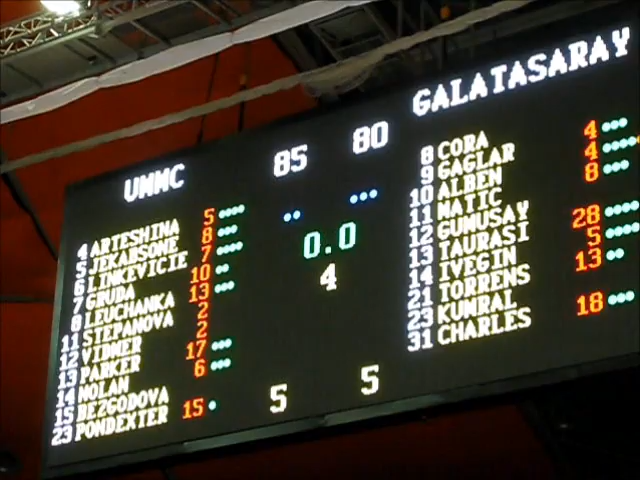 UMMC 85 80 GALATASARAY
4 ARTESHINA 5
5 JEKABSONE 8
6 LINKEVICIE 7
7 GRUDA 10
8 LEUCHANKA 13
11 STEPANOVA 2
12 VIDMER 2
13 PARKER 17
14 NOLAN 6
15 BEZGODOVA
23 PONDEXTER 15
0.0
4
5 5
8 CORA
9 GAGLAR 4
10 ALBEN 4
11 MATIC 8
12 GUNUSAY
13 TAURASI 28
14 IVEGIN 5
21 TORRENS 13
23 KUMRAL
31 CHARLES 18